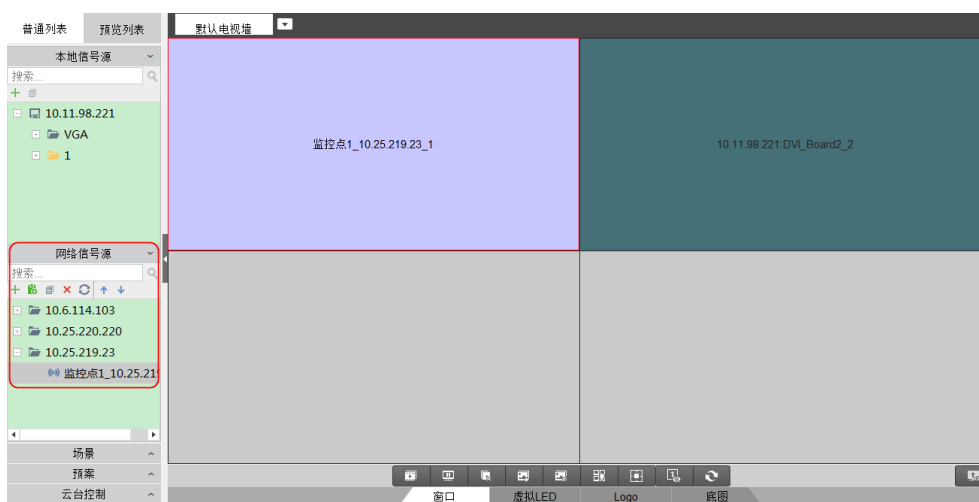 普通列表
预览列表
默认电视墙
本地信号源
搜索...
10.11.98.221
VGA
1
监控点1_10.25.219.23_1
10.11.98.221:DVI_Board2_2
网络信号源
搜索...
10.6.114.103
10.25.220.220
10.25.219.23
监控点1_10.25.219
场景
预案
云台控制
窗口
虚拟LED
Logo
底图